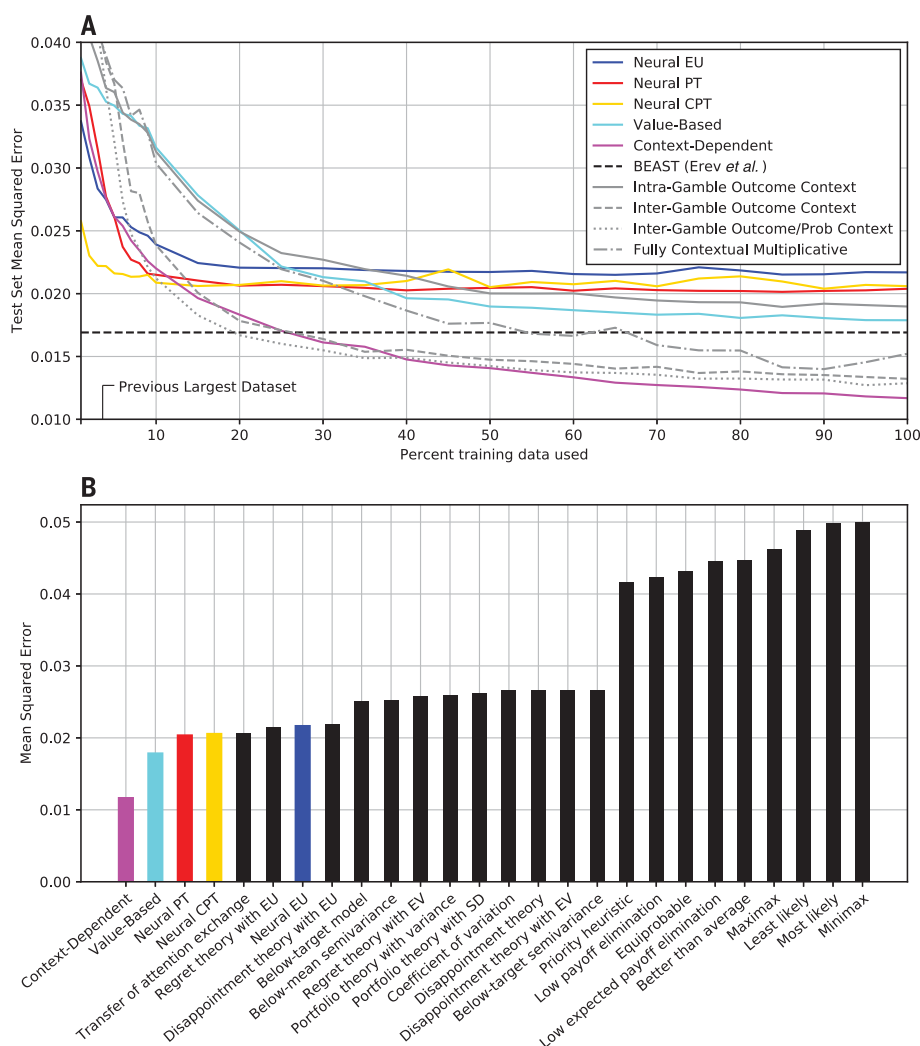 A
0.040
0.035
0.030
0.025
0.020
0.015
0.010
Test Set Mean Squared Error
Neural EU
Neural PT
Neural CPT
Value-Based
Context-Dependent
BEAST (Erev et al.)
Intra-Gamble Outcome Context
Inter-Gamble Outcome Context
Inter-Gamble Outcome/Prob Context
Fully Contextual Multiplicative
Previous Largest Dataset
10 20 30 40 50 60 70 80 90 100
Percent training data used
B
0.05
0.04
0.03
0.02
0.01
0.00
Mean Squared Error
Context-Dependent
Value-Based
Neural PT
Neural CPT
Transfer of attention exchange
Regret theory with EU
Neural EU
Disappointment theory with EU
Below-target model
Below-mean semivariance
Regret theory with EV
Portfolio theory with variance
Portfolio theory with SD
Coefficient of variation
Disappointment theory
Disappointment theory with EV
Below-target semivariance
Priority heuristic
Low payoff elimination
Equiprobable
Low expected payoff elimination
Better than average
Maximax
Least likely
Most likely
Minimax